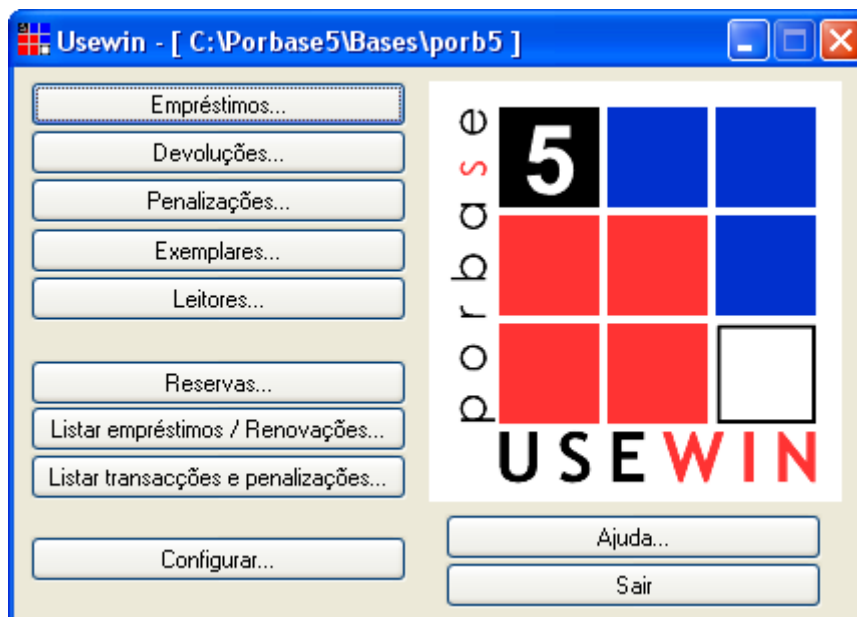 Usewin - [ C:\Porbase5\Bases\porb5 ]
Empréstimos...
Devoluções...
Penalizações...
Exemplares...
Leitores...
Reservas...
Listar empréstimos / Renovações...
Listar transacções e penalizações...
Configurar...
porbase
5
USEWIN
Ajuda...
Sair